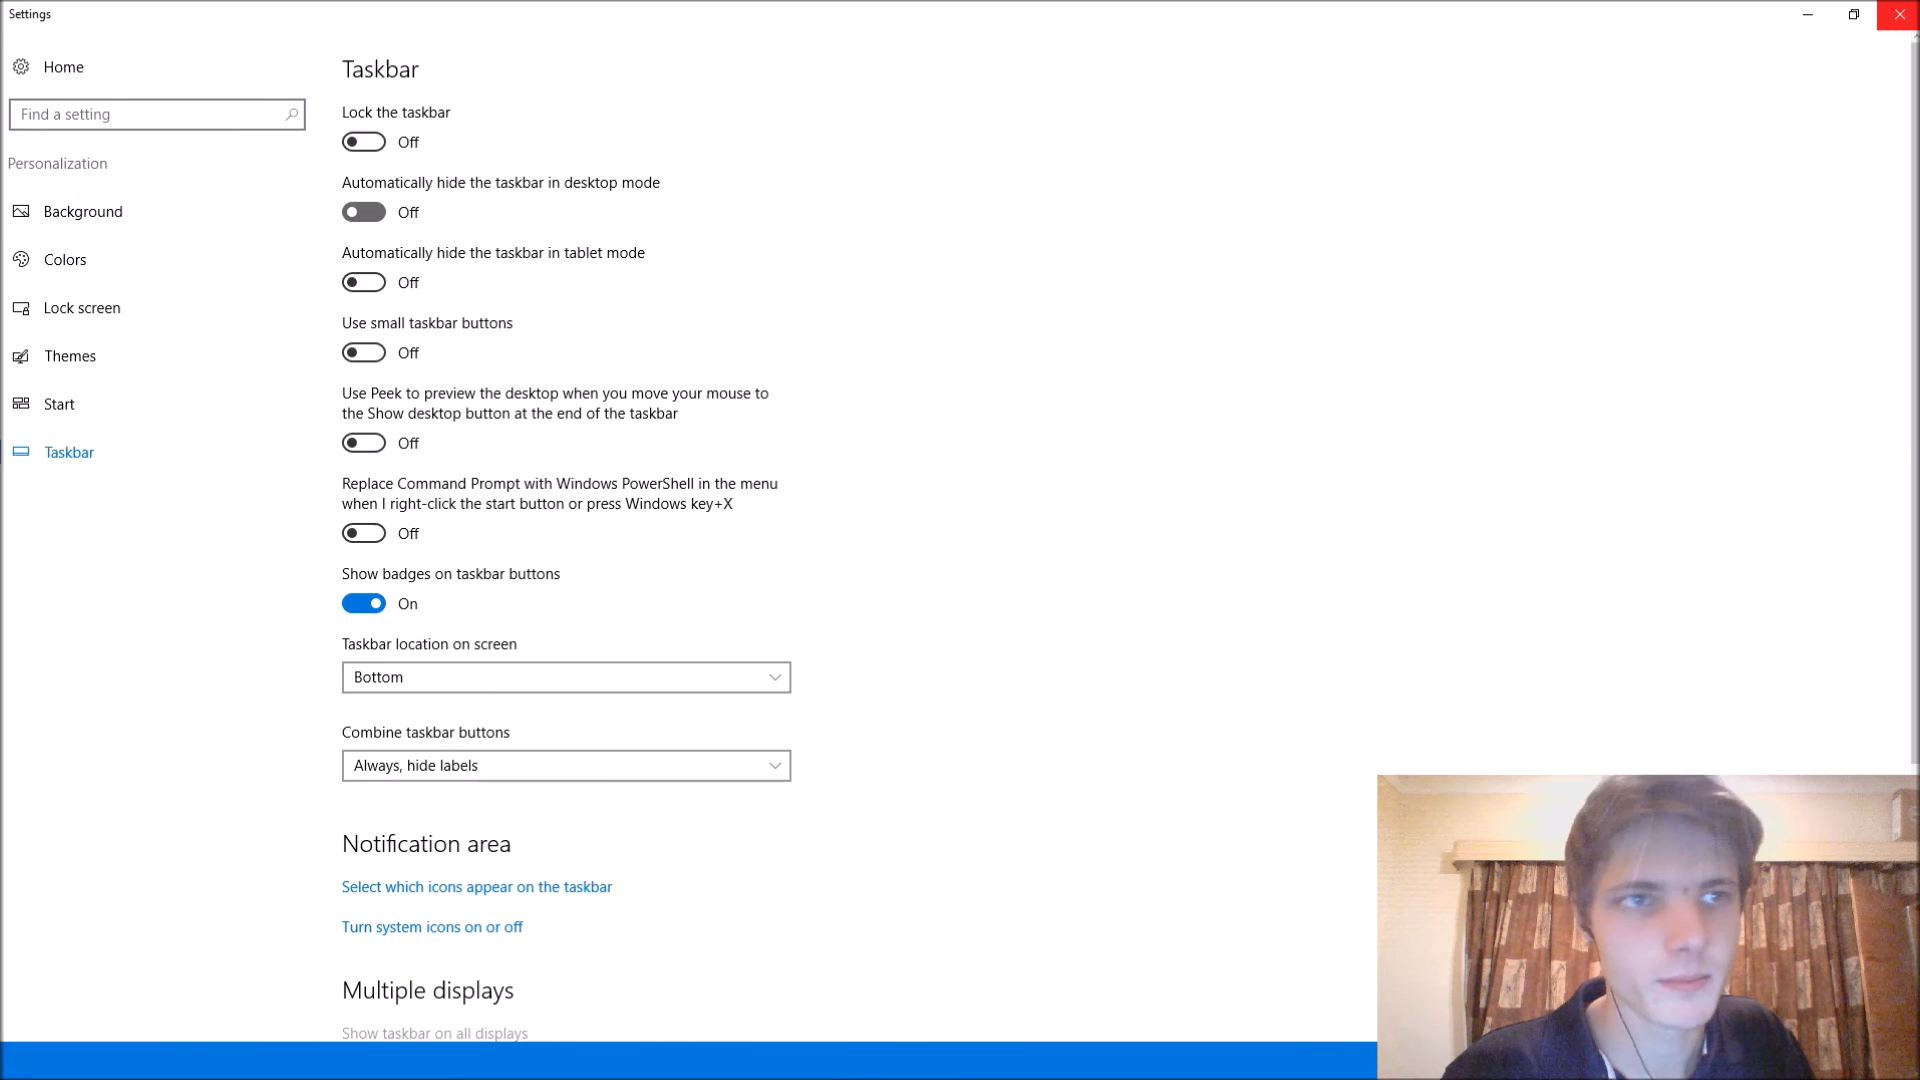 Settings
Home
Find a setting
Personalization
Background
Colors
Lock screen
Themes
Start
Taskbar
Taskbar
Lock the taskbar
Off
Automatically hide the taskbar in desktop mode
Off
Automatically hide the taskbar in tablet mode
Off
Use small taskbar buttons
Off
Use Peek to preview the desktop when you move your mouse to
the Show desktop button at the end of the taskbar
Off
Replace Command Prompt with Windows PowerShell in the menu
when I right-click the start button or press Windows key+X
Off
Show badges on taskbar buttons
On
Taskbar location on screen
Bottom
Combine taskbar buttons
Always, hide labels
Notification area
Select which icons appear on the taskbar
Turn system icons on or off
Multiple displays
Show taskbar on all displays